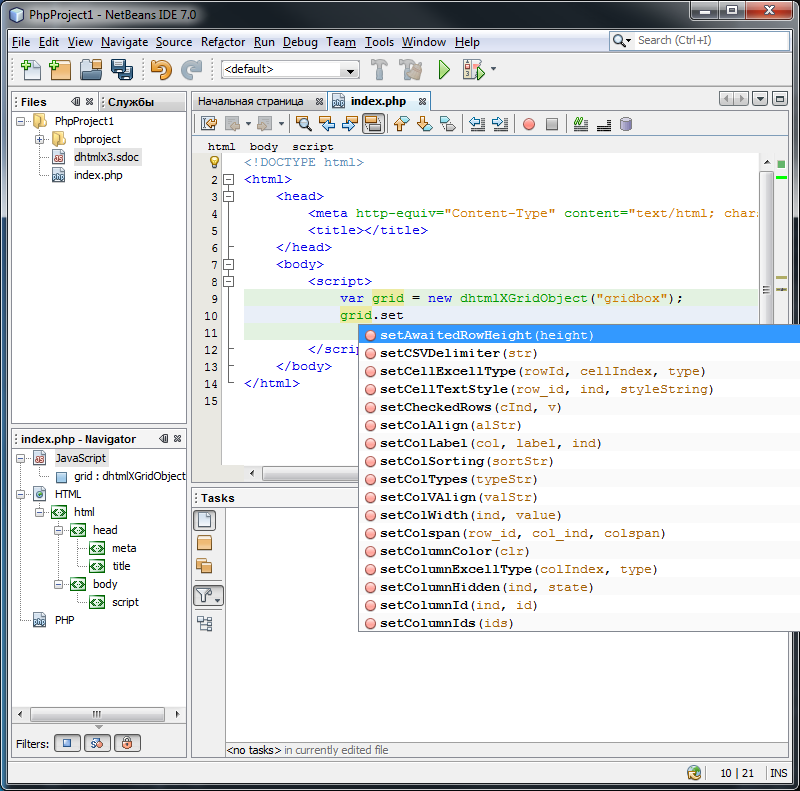 PhpProject1 - NetBeans IDE 7.0
File Edit View Navigate Source Refactor Run Debug Team Tools Window Help
Search (Ctrl+I)
<default>
Files
Службы
PhpProject1
nbproject
dhtmlx3.sdoc
index.php
Начальная страница
index.php
html body script
<!DOCTYPE html>
2 <html>
3 <head>
4 <meta http-equiv="Content-Type" content="text/html; char
5 <title></title>
6 </head>
7 <body>
8 <script>
9 var grid = new dhtmlXGridObject("gridbox");
10 grid.set
11
12 </scrip
13 </body>
14 </html>
15
setAwaitedRowHeight(height)
setCSVDelimiter(str)
setCellExcellType(rowId, cellIndex, type)
setCellTextStyle(row_id, ind, styleString)
setCheckedRows(cInd, v)
setColAlign(alStr)
setColLabel(col, label, ind)
setColSorting(sortStr)
setColTypes(typeStr)
setColVAlign(valStr)
setColWidth(ind, value)
setColspan(row_id, col_ind, colspan)
setColumnColor(clr)
setColumnExcellType(colIndex, type)
setColumnHidden(ind, state)
setColumnId(ind, id)
setColumnIds(ids)
index.php - Navigator
JavaScript
grid : dhtmlXGridObject
HTML
html
head
meta
title
body
script
PHP
Filters:
Tasks
<no tasks> in currently edited file
10 | 21 INS